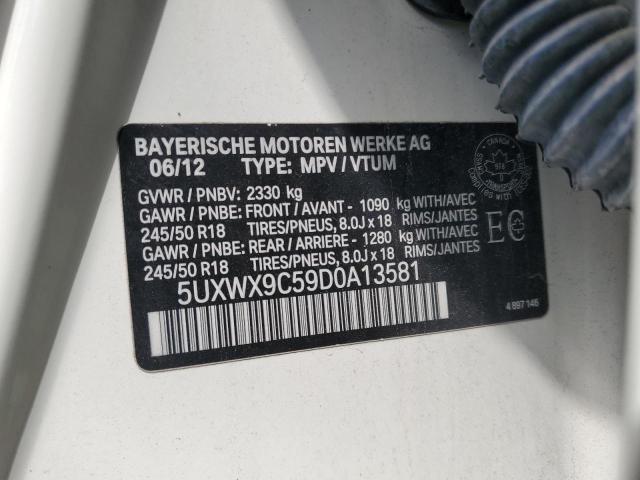 BAYERISCHE MOTOREN WERKE AG
06/12 TYPE: MPV / VTUM
GVWR / PNBV: 2330 kg
GAWR / PNBE: FRONT / AVANT - 1090 kg WITH/AVEC
245/50 R18 TIRES/PNEUS, 8.0J x 18 RIMS/JANTES
GAWR / PNBE: REAR / ARRIERE - 1280 kg WITH/AVEC
245/50 R18 TIRES/PNEUS, 8.0J x 18 RIMS/JANTES
5UXWX9C59D0A13581
EC
4 897 146
CANADA